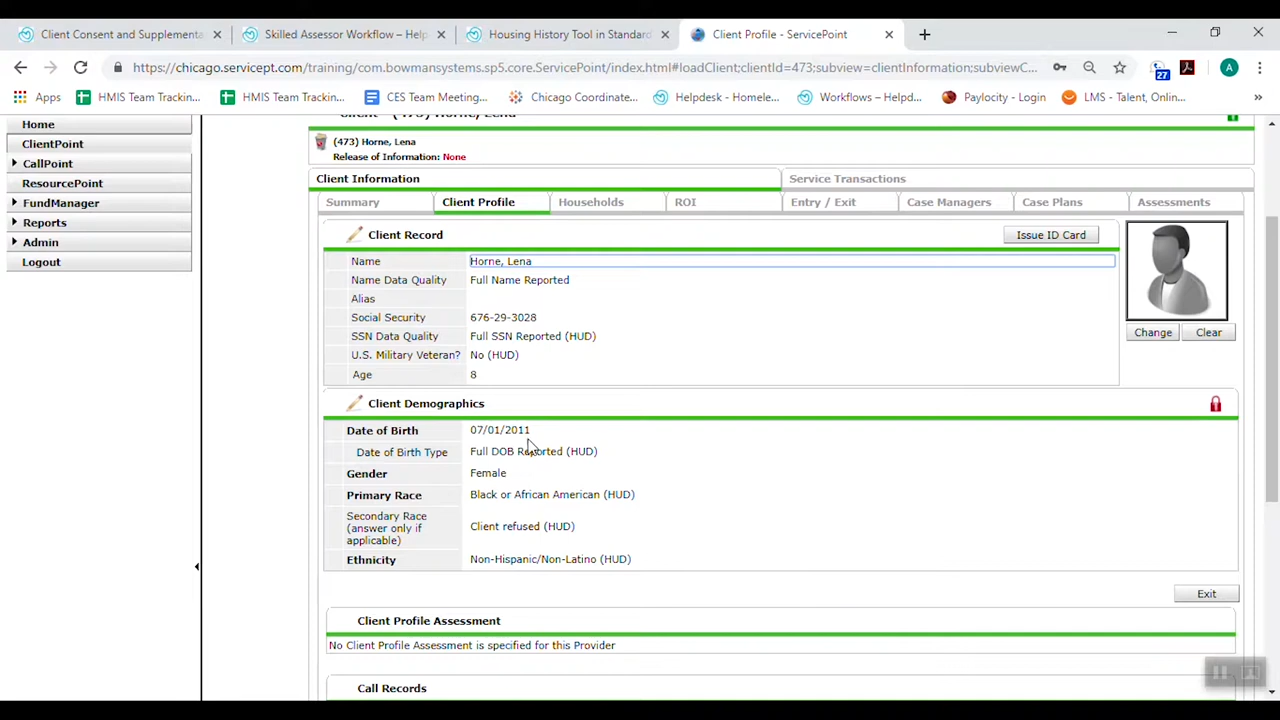 Client Consent and Supplementa
Skilled Assessor Workflow – Help
Housing History Tool in Standard
Client Profile - ServicePoint
https://chicago.servicept.com/training/com.bowmansystems.sp5.core.ServicePoint/index.html#loadClient;clientId=473;subview=clientInformation;subviewC...
27
A
Apps
HMIS Team Trackin...
HMIS Team Trackin...
CES Team Meeting...
Chicago Coordinate...
Helpdesk - Homele...
Workflows – Helpd...
Paylocity - Login
LMS - Talent, Onlin...
»
Home
ClientPoint
CallPoint
ResourcePoint
FundManager
Reports
Admin
Logout
Client - (473) Horne, Lena
(473) Horne, Lena
Release of Information: None
Client Information
Service Transactions
Summary
Client Profile
Households
ROI
Entry / Exit
Case Managers
Case Plans
Assessments
Client Record
Issue ID Card
Name Horne, Lena
Name Data Quality Full Name Reported
Alias
Social Security 676-29-3028
SSN Data Quality Full SSN Reported (HUD)
U.S. Military Veteran? No (HUD)
Age 8
Change
Clear
Client Demographics
Date of Birth 07/01/2011
Date of Birth Type Full DOB Reported (HUD)
Gender Female
Primary Race Black or African American (HUD)
Secondary Race
(answer only if
applicable)
Client refused (HUD)
Ethnicity Non-Hispanic/Non-Latino (HUD)
Exit
Client Profile Assessment
No Client Profile Assessment is specified for this Provider
Call Records